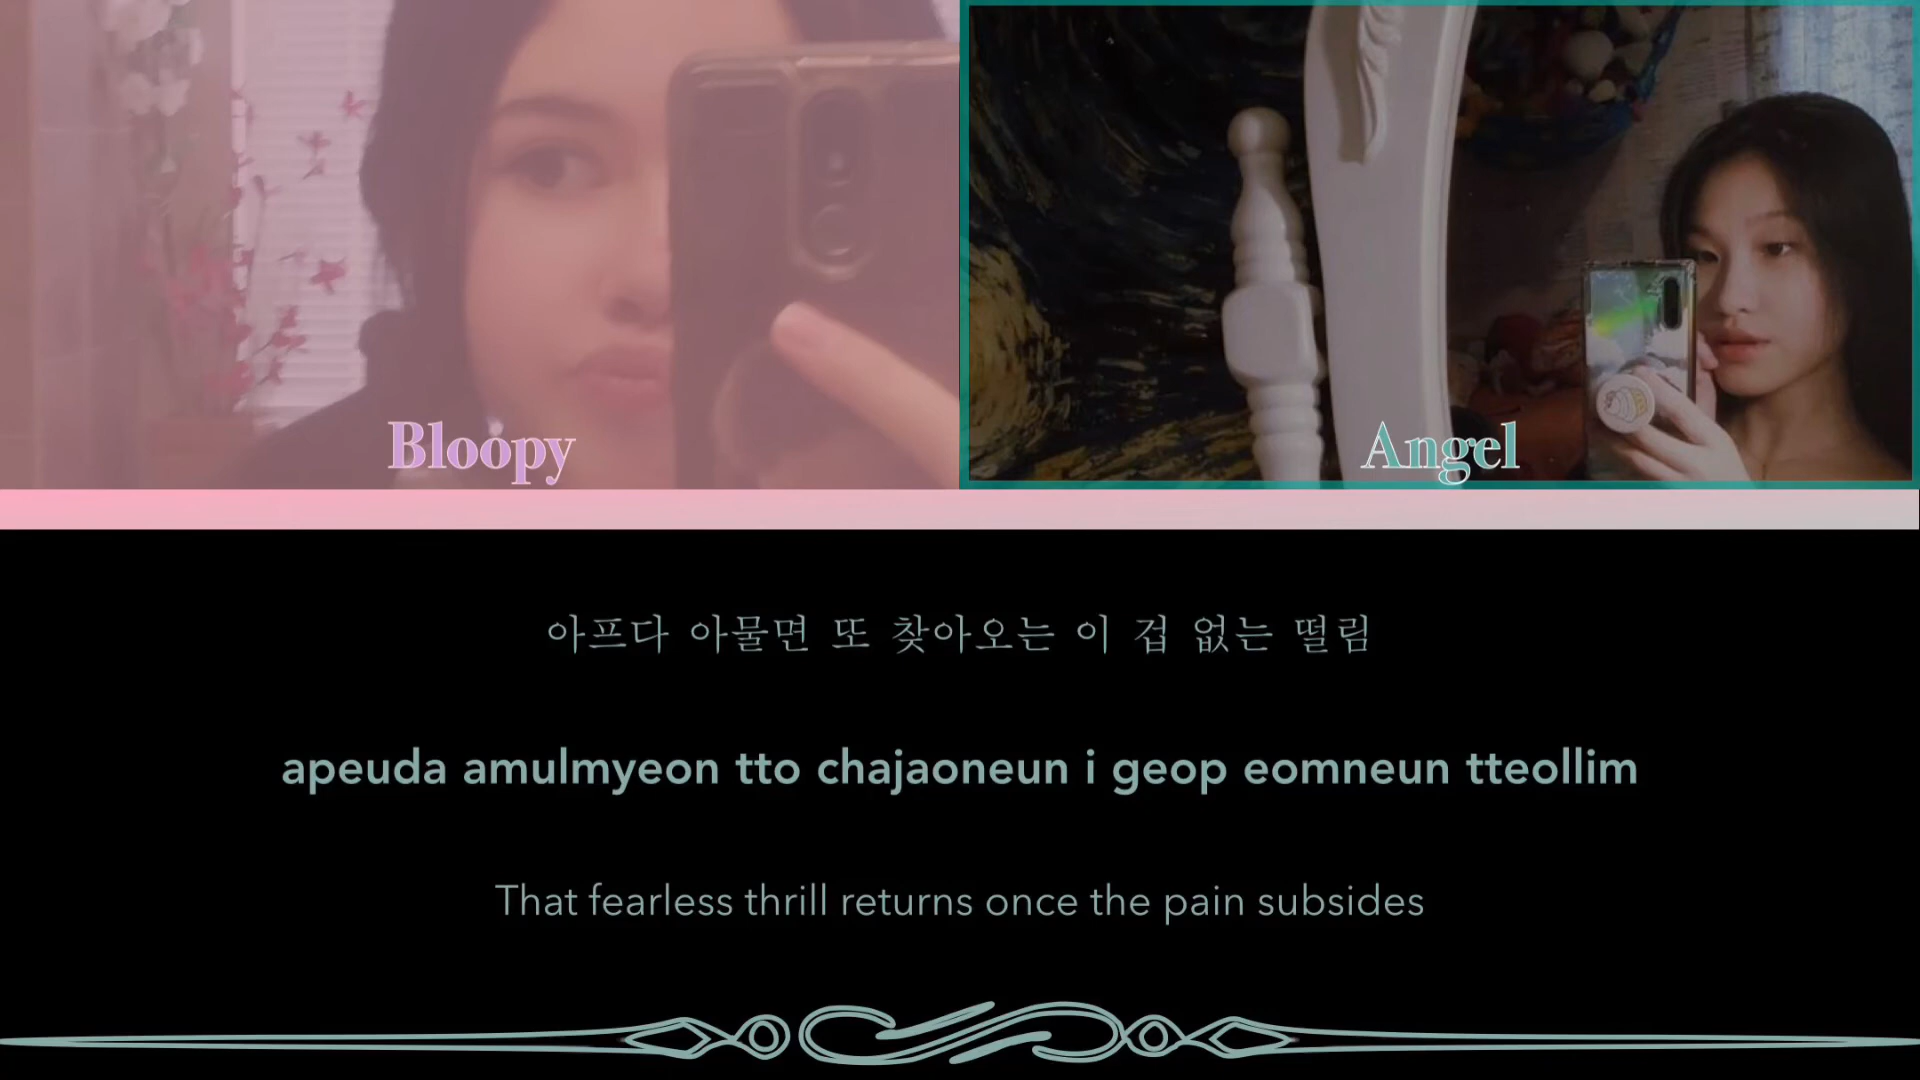 Bloopy
Angel
아프다 아물면 또 찾아오는 이 겁 없는 떨림
apeuda amulmyeon tto chajaoneun i geop eomneun tteollim
That fearless thrill returns once the pain subsides